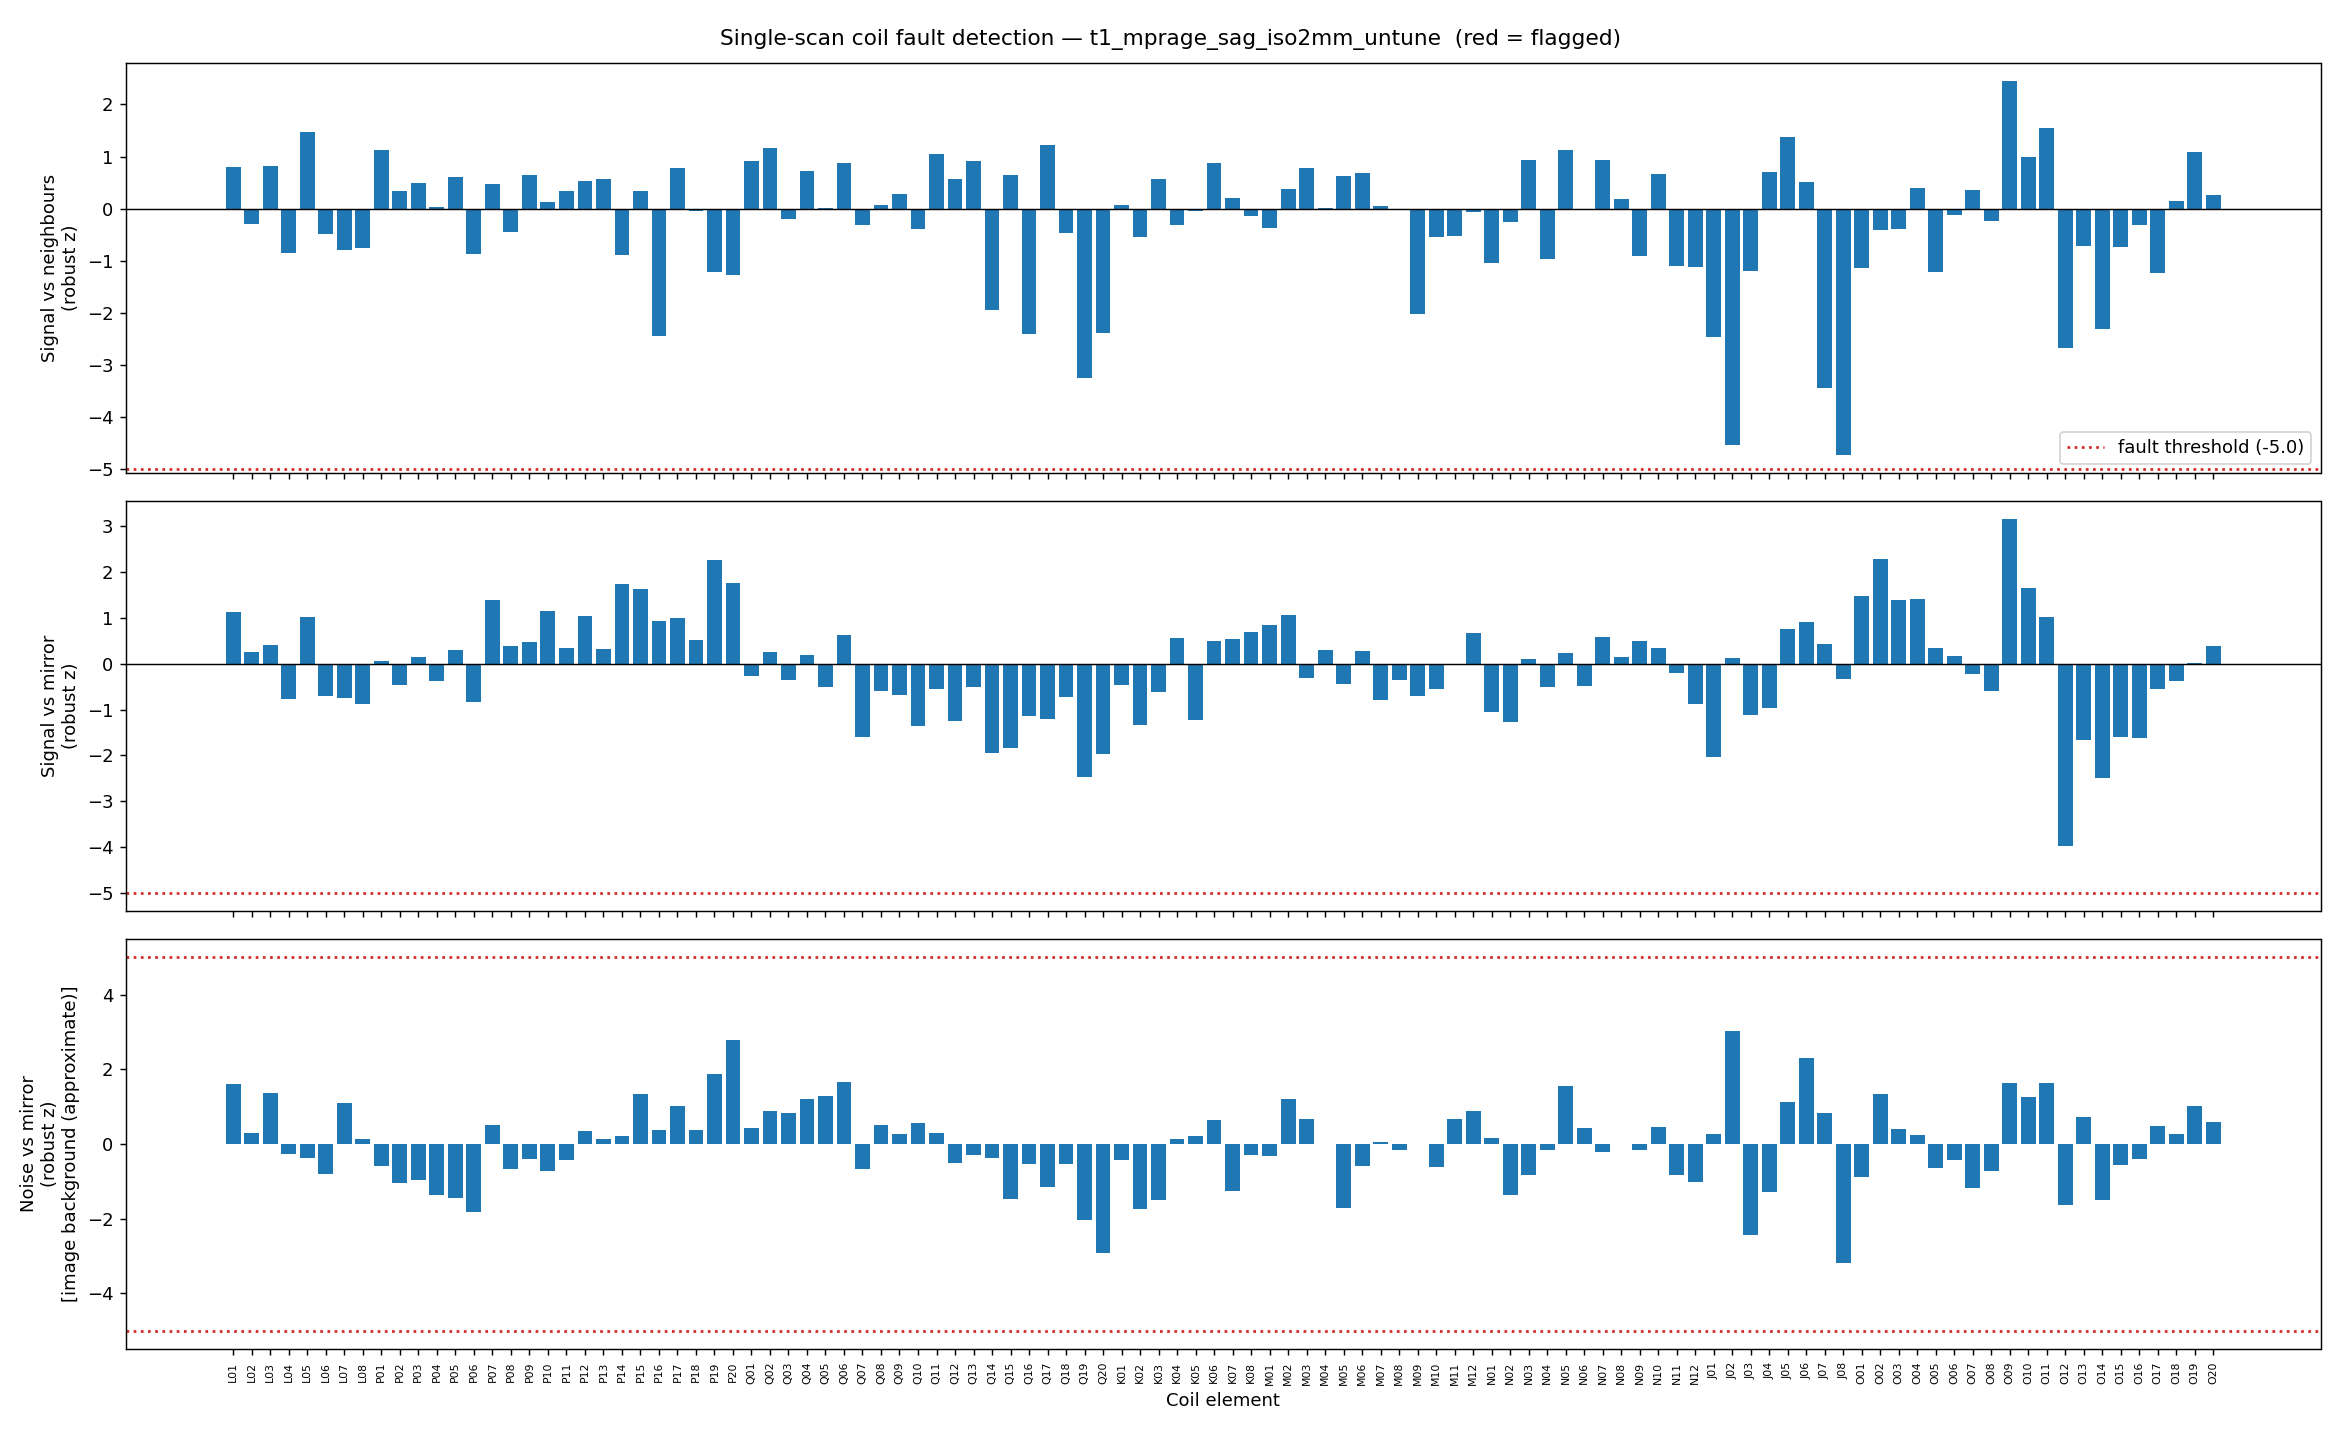 Single-scan coil fault detection — t1_mprage_sag_iso2mm_untune  (red = flagged)
Signal vs neighbours
(robust z)
2
1
0
−1
−2
−3
−4
−5
fault threshold (-5.0)
Signal vs mirror
(robust z)
3
2
1
0
−1
−2
−3
−4
−5
Noise vs mirror
(robust z)
[image background (approximate)]
4
2
0
−2
−4
L01 L02 L03 L04 L05 L06 L07 L08 P01 P02 P03 P04 P05 P06 P07 P08 P09 P10 P11 P12 P13 P14 P15 P16 P17 P18 P19 P20 Q01 Q02 Q03 Q04 Q05 Q06 Q07 Q08 Q09 Q10 Q11 Q12 Q13 Q14 Q15 Q16 Q17 Q18 Q19 Q20 K01 K02 K03 K04 K05 K06 K07 K08 M01 M02 M03 M04 M05 M06 M07 M08 M09 M10 M11 M12 N01 N02 N03 N04 N05 N06 N07 N08 N09 N10 N11 N12 J01 J02 J03 J04 J05 J06 J07 J08 O01 O02 O03 O04 O05 O06 O07 O08 O09 O10 O11 O12 O13 O14 O15 O16 O17 O18 O19 O20
Coil element